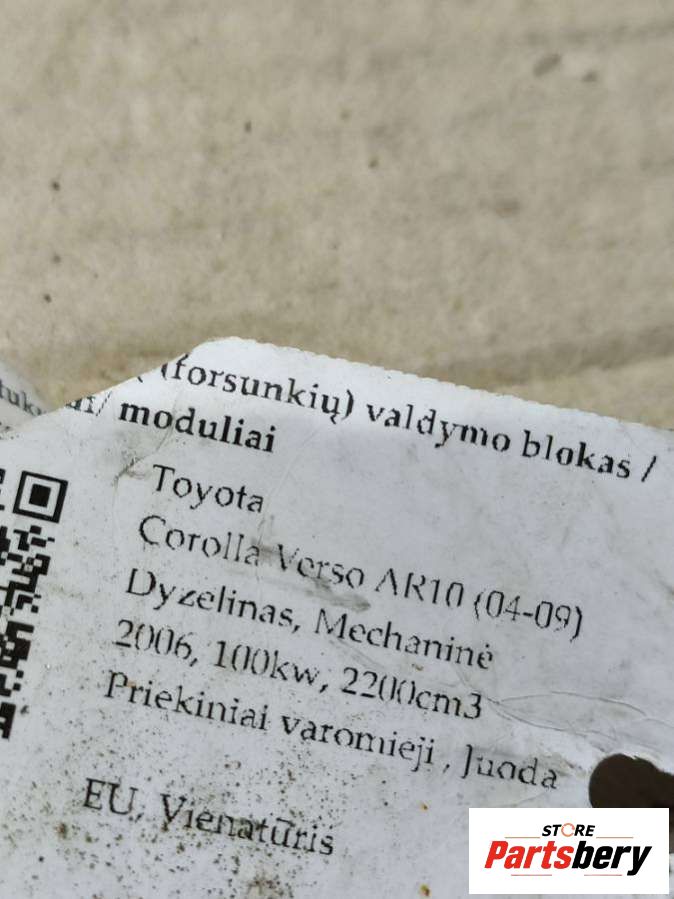 (forsunkių) valdymo blokas /
moduliai
Toyota
Corolla Verso AR10 (04-09)
Dyzelinas, Mechaninė
2006, 100kw, 2200cm3
Priekiniai varomieji , Juoda
EU, Vienatūris
STORE
Partsbery